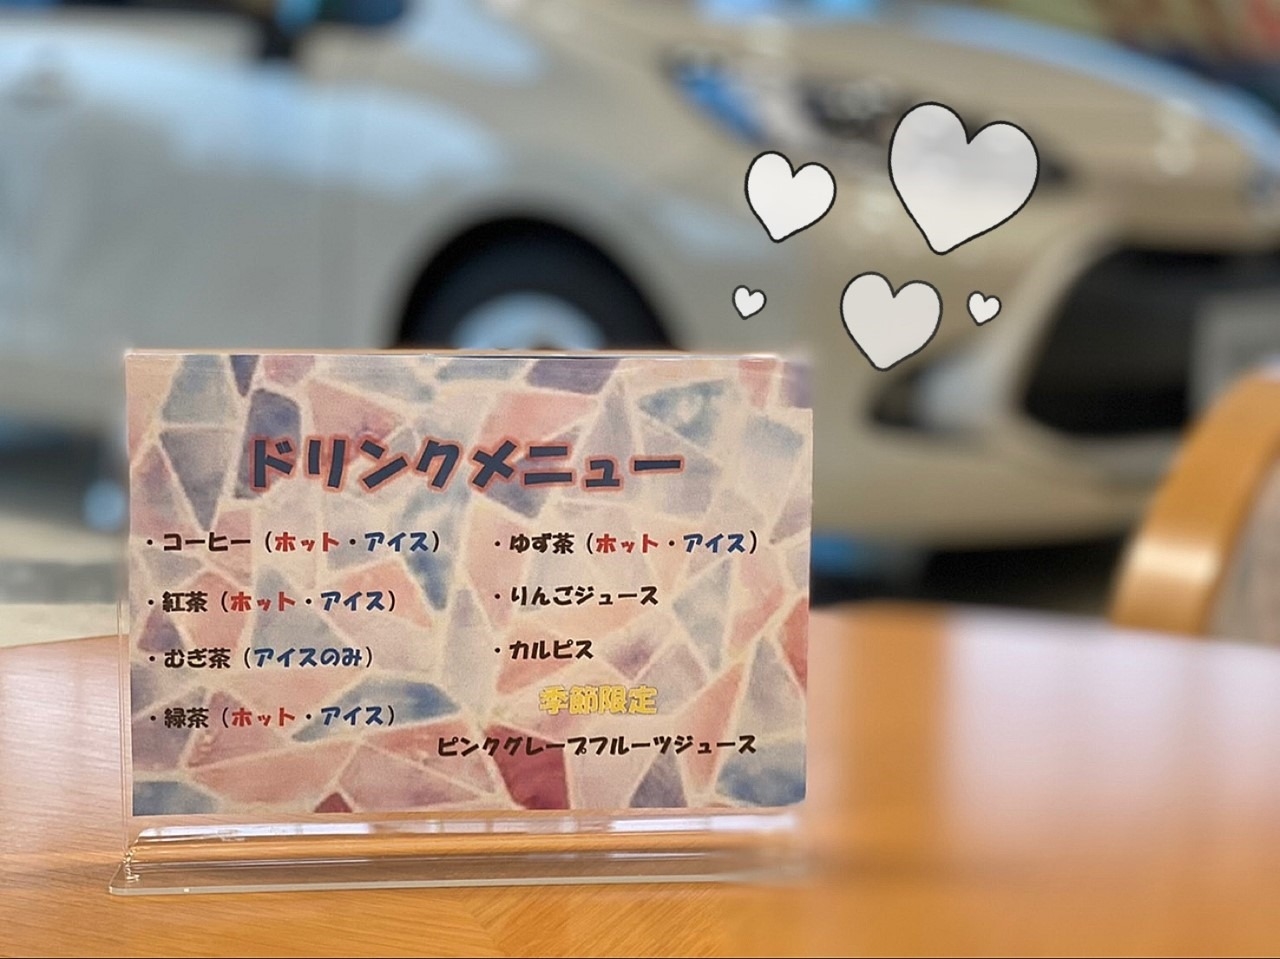 ドリンクメニュー
・コーヒー（ホット・アイス）
・紅茶（ホット・アイス）
・むぎ茶（アイスのみ）
・緑茶（ホット・アイス）
・ゆず茶（ホット・アイス）
・りんごジュース
・カルピス
季節限定
ピンクグレープフルーツジュース